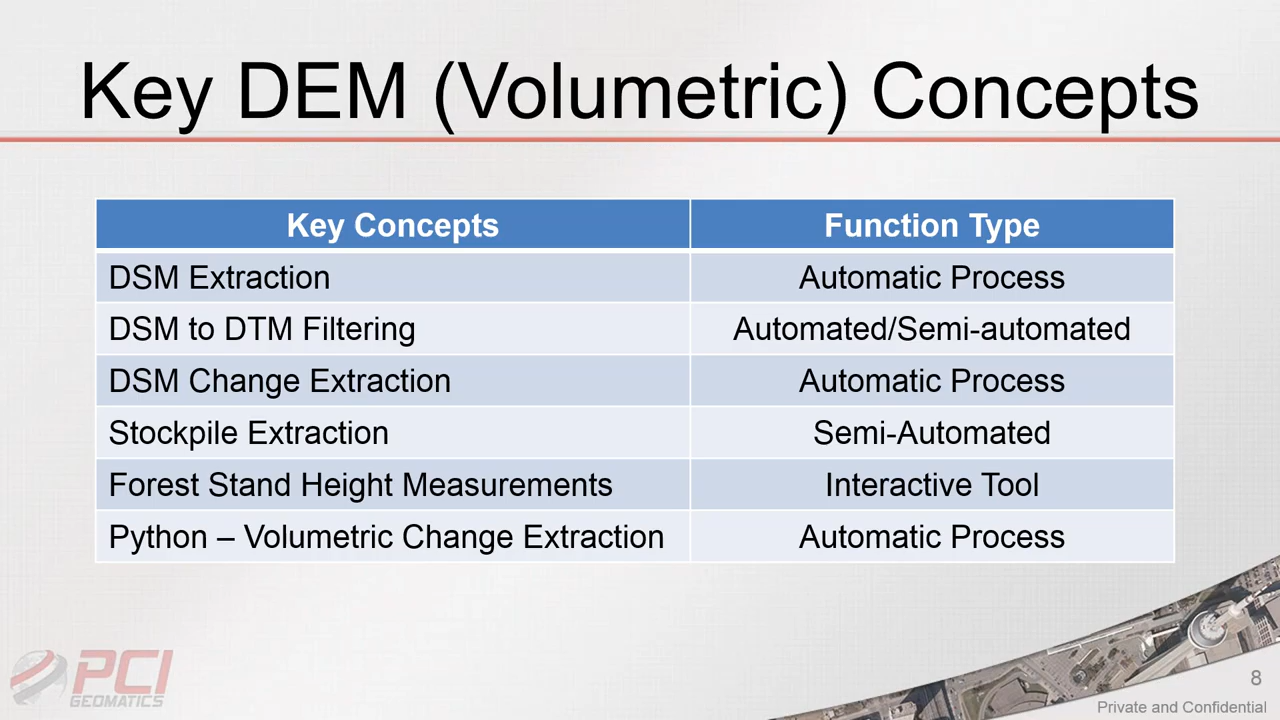 Key DEM (Volumetric) Concepts
Key Concepts
Function Type
DSM Extraction
Automatic Process
DSM to DTM Filtering
Automated/Semi-automated
DSM Change Extraction
Automatic Process
Stockpile Extraction
Semi-Automated
Forest Stand Height Measurements
Interactive Tool
Python – Volumetric Change Extraction
Automatic Process
PCI
GEOMATICS
8
Private and Confidential